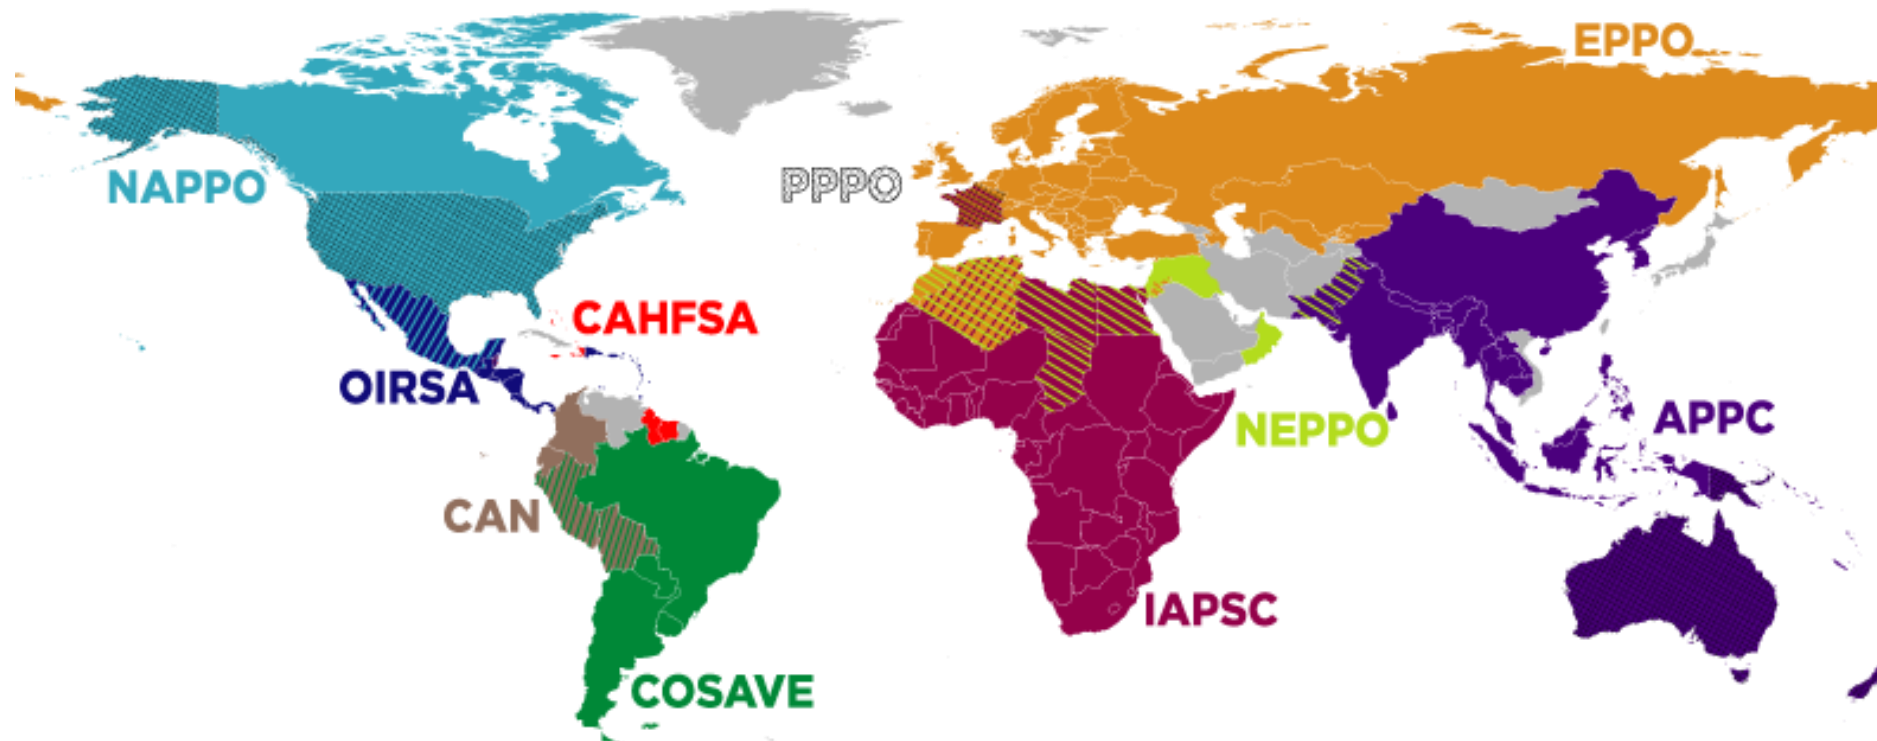 EPPO
NAPPO
PPPO
CAHFSA
OIRSA
NEPPO
APPC
CAN
IAPSC
COSAVE